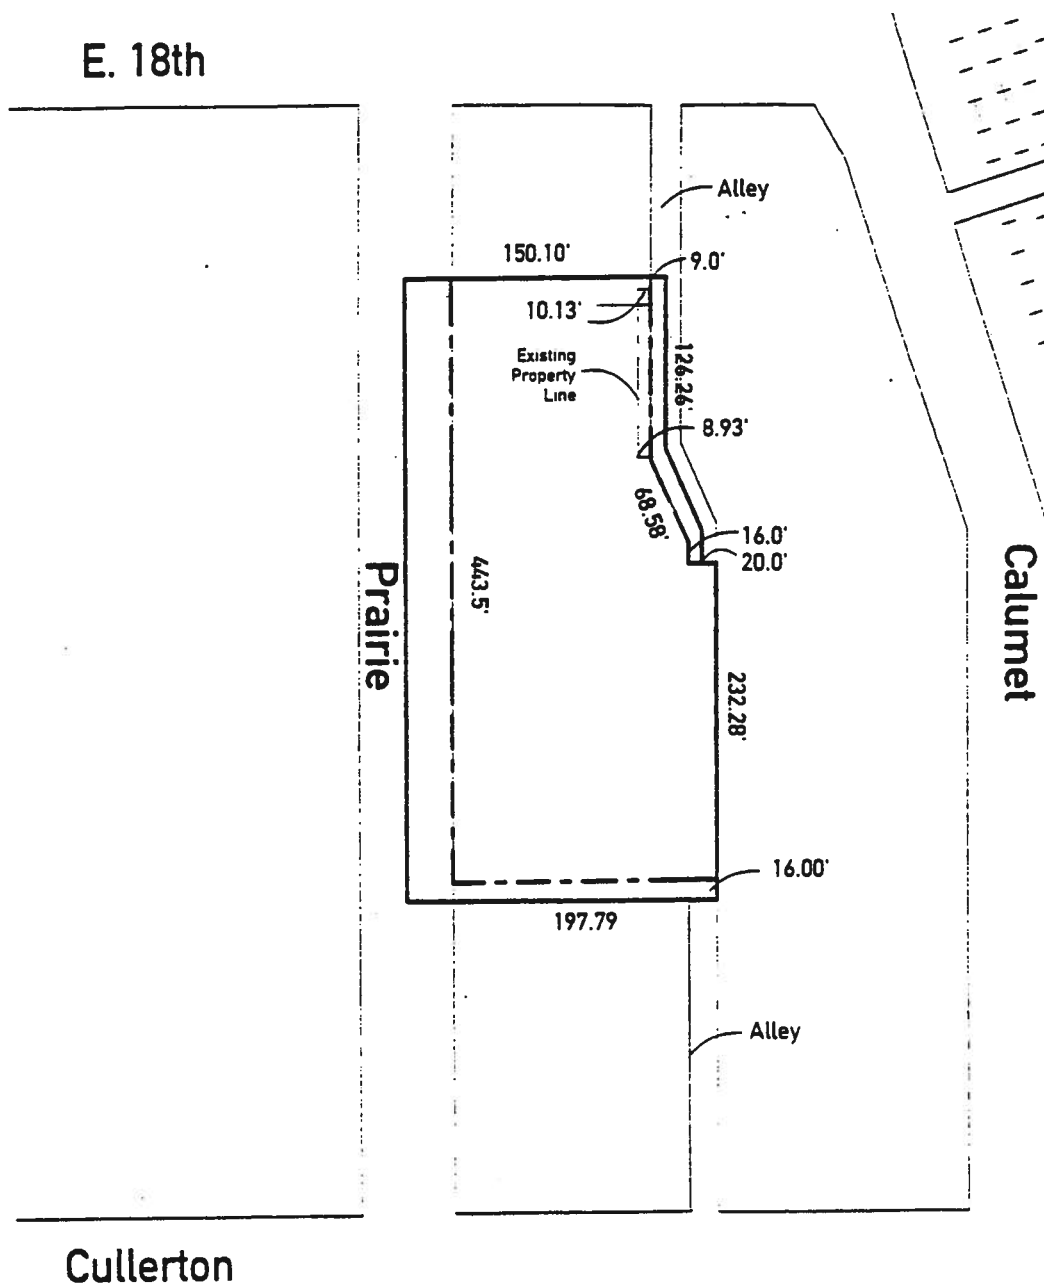 E. 18th
Alley
150.10'
9.0'
10.13'
Existing
Property
Line
126.26'
8.93'
68.58'
16.0'
20.0'
443.5'
Prairie
Calumet
232.28'
16.00'
197.79
Alley
Cullerton